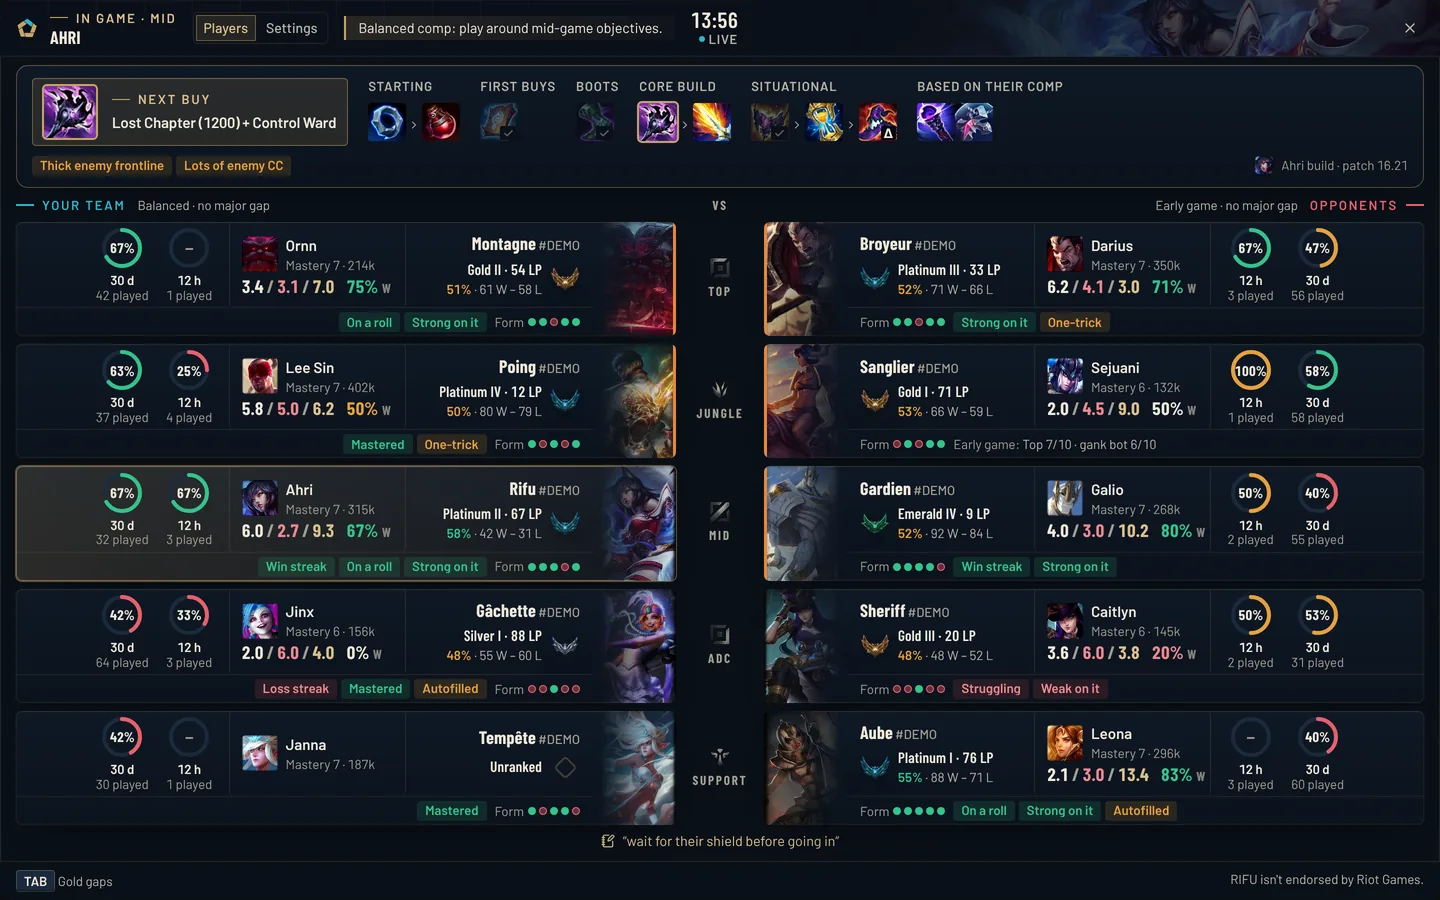 IN GAME · MID
AHRI
Players
Settings
Balanced comp: play around mid-game objectives.
13:56
LIVE
NEXT BUY
Lost Chapter (1200) + Control Ward
STARTING
FIRST BUYS
BOOTS
CORE BUILD
SITUATIONAL
BASED ON THEIR COMP
Thick enemy frontline
Lots of enemy CC
Ahri build · patch 16.21
YOUR TEAM
Balanced · no major gap
VS
Early game · no major gap
OPPONENTS
67%
30 d
42 played
–
12 h
1 played
Ornn
Mastery 7 · 214k
3.4 / 3.1 / 7.0 75% W
Montagne #DEMO
Gold II · 54 LP
51% · 61 W – 58 L
On a roll
Strong on it
Form
TOP
Broyeur #DEMO
Platinum III · 33 LP
52% · 71 W – 66 L
Darius
Mastery 7 · 350k
6.2 / 4.1 / 3.0 71% W
67%
12 h
3 played
47%
30 d
56 played
Form
Strong on it
One-trick
63%
30 d
37 played
25%
12 h
4 played
Lee Sin
Mastery 7 · 402k
5.8 / 5.0 / 6.2 50% W
Poing #DEMO
Platinum IV · 12 LP
50% · 80 W – 79 L
Mastered
One-trick
Form
JUNGLE
Sanglier #DEMO
Gold I · 71 LP
53% · 66 W – 59 L
Sejuani
Mastery 6 · 132k
2.0 / 4.5 / 9.0 50% W
100%
12 h
1 played
58%
30 d
58 played
Form
Early game: Top 7/10 · gank bot 6/10
67%
30 d
32 played
67%
12 h
3 played
Ahri
Mastery 7 · 315k
6.0 / 2.7 / 9.3 67% W
Rifu #DEMO
Platinum II · 67 LP
58% · 42 W – 31 L
Win streak
On a roll
Strong on it
Form
MID
Gardien #DEMO
Emerald IV · 9 LP
52% · 92 W – 84 L
Galio
Mastery 7 · 268k
4.0 / 3.0 / 10.2 80% W
50%
12 h
2 played
40%
30 d
55 played
Form
Win streak
Strong on it
42%
30 d
64 played
33%
12 h
3 played
Jinx
Mastery 6 · 156k
2.0 / 6.0 / 4.0 0% W
Gâchette #DEMO
Silver I · 88 LP
48% · 55 W – 60 L
Loss streak
Mastered
Autofilled
Form
ADC
Sheriff #DEMO
Gold III · 20 LP
48% · 48 W – 52 L
Caitlyn
Mastery 6 · 145k
3.6 / 6.0 / 3.8 20% W
50%
12 h
2 played
53%
30 d
31 played
Form
Struggling
Weak on it
42%
30 d
30 played
–
12 h
1 played
Janna
Mastery 7 · 187k
Tempête #DEMO
Unranked
Mastered
Form
SUPPORT
Aube #DEMO
Platinum I · 76 LP
55% · 88 W – 71 L
Leona
Mastery 7 · 296k
2.1 / 3.0 / 13.4 83% W
–
12 h
3 played
40%
30 d
60 played
Form
On a roll
Strong on it
Autofilled
“wait for their shield before going in”
TAB
Gold gaps
RIFU isn't endorsed by Riot Games.